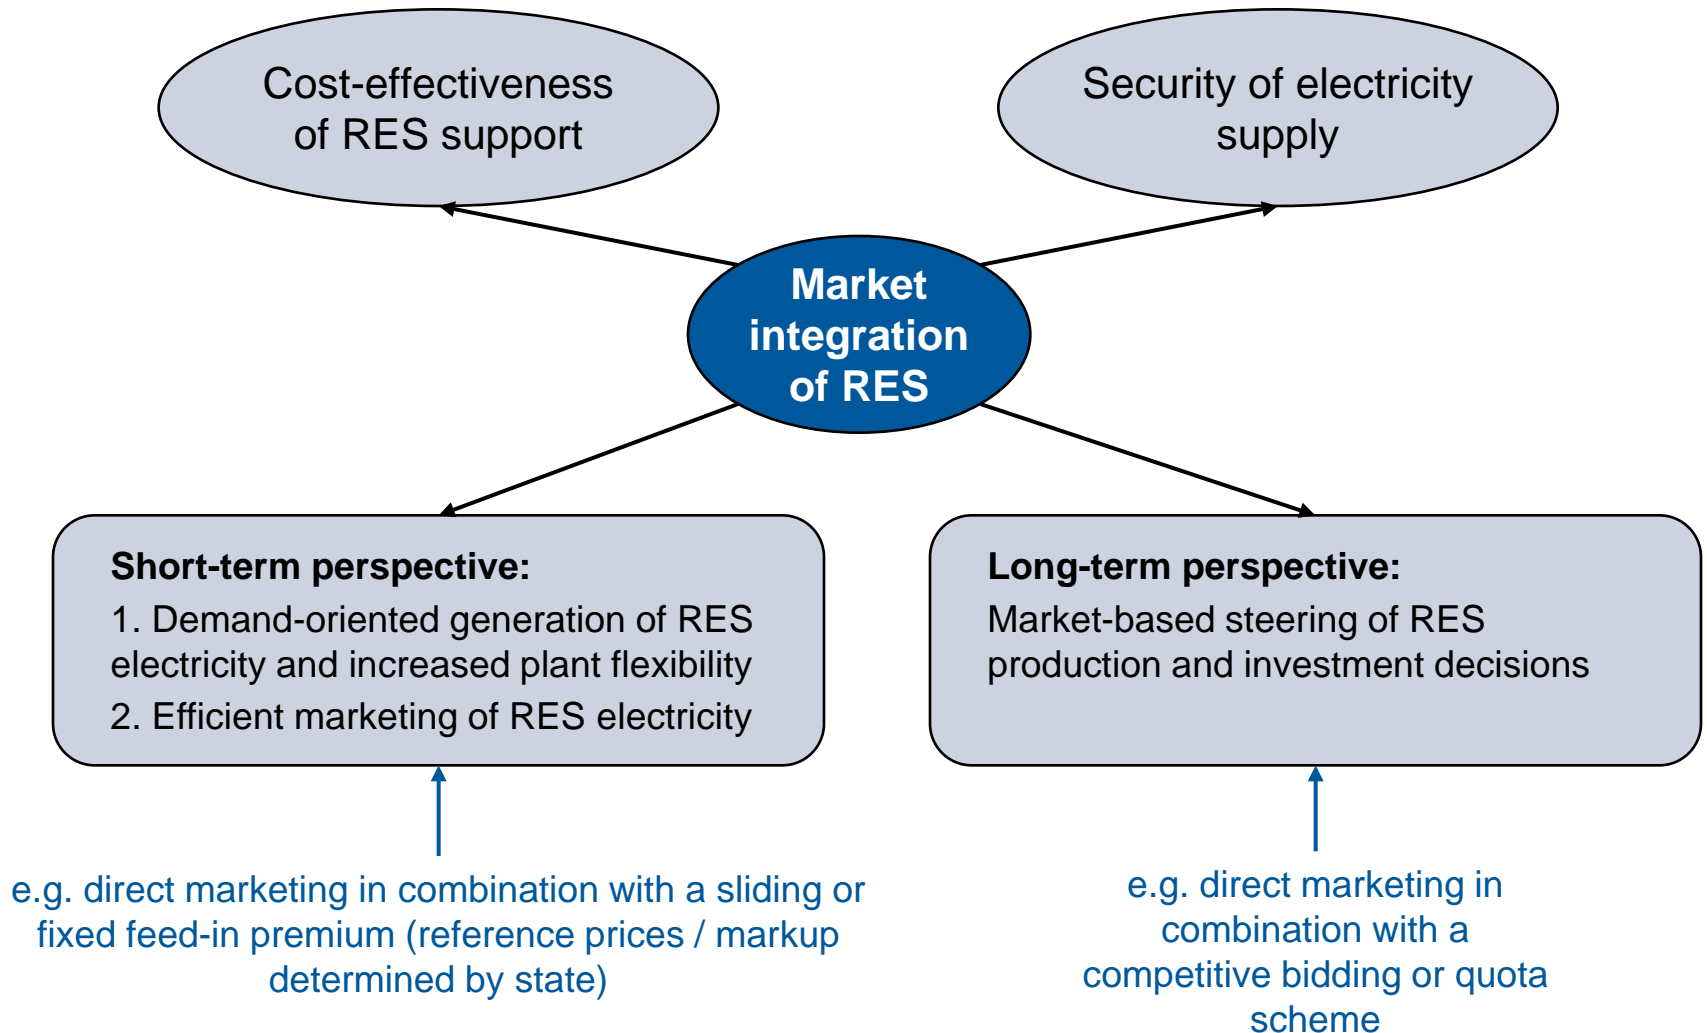 Cost-effectiveness
of RES support
Security of electricity
supply
Market
integration
of RES
Short-term perspective:
1. Demand-oriented generation of RES
electricity and increased plant flexibility
2. Efficient marketing of RES electricity
Long-term perspective:
Market-based steering of RES
production and investment decisions
e.g. direct marketing in combination with a sliding or
fixed feed-in premium (reference prices / markup
determined by state)
e.g. direct marketing in
combination with a
competitive bidding or quota
scheme